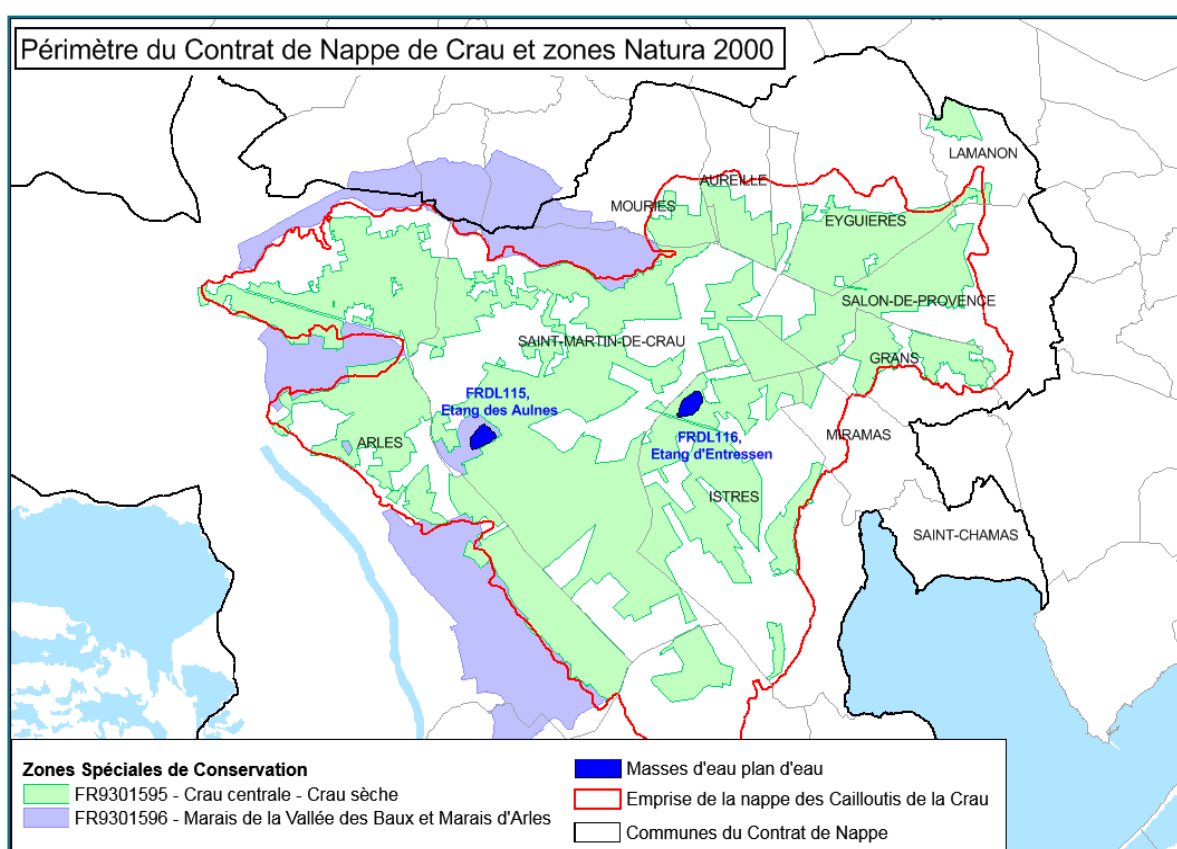 Périmètre du Contrat de Nappe de Crau et zones Natura 2000
LAMANON
AUREILLE
MOURIES
EYGUIERES
SALON-DE-PROVENCE
SAINT-MARTIN-DE-CRAU
GRANS
FRDL115,
Etang des Aulnes
FRDL116,
Etang d'Entressen
MIRAMAS
ARLES
ISTRES
SAINT-CHAMAS
Zones Spéciales de Conservation
FR9301595 - Crau centrale - Crau sèche
FR9301596 - Marais de la Vallée des Baux et Marais d'Arles
Masses d'eau plan d'eau
Emprise de la nappe des Cailloutis de la Crau
Communes du Contrat de Nappe